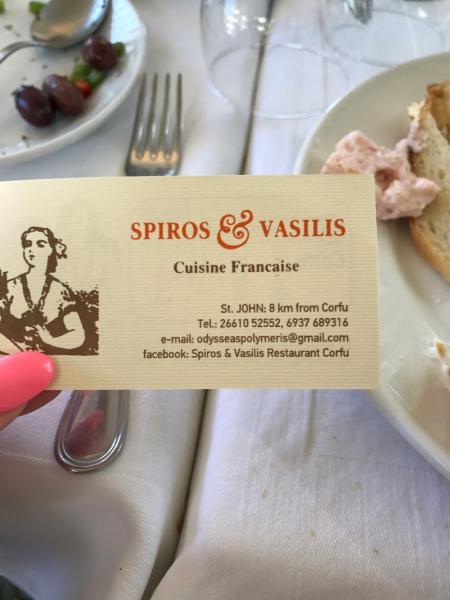 SPIROS & VASILIS
Cuisine Francaise
St. JOHN: 8 km from Corfu
Tel.: 26610 52552, 6937 689316
e-mail: odysseaspolymeris@gmail.com
facebook: Spiros & Vasilis Restaurant Corfu